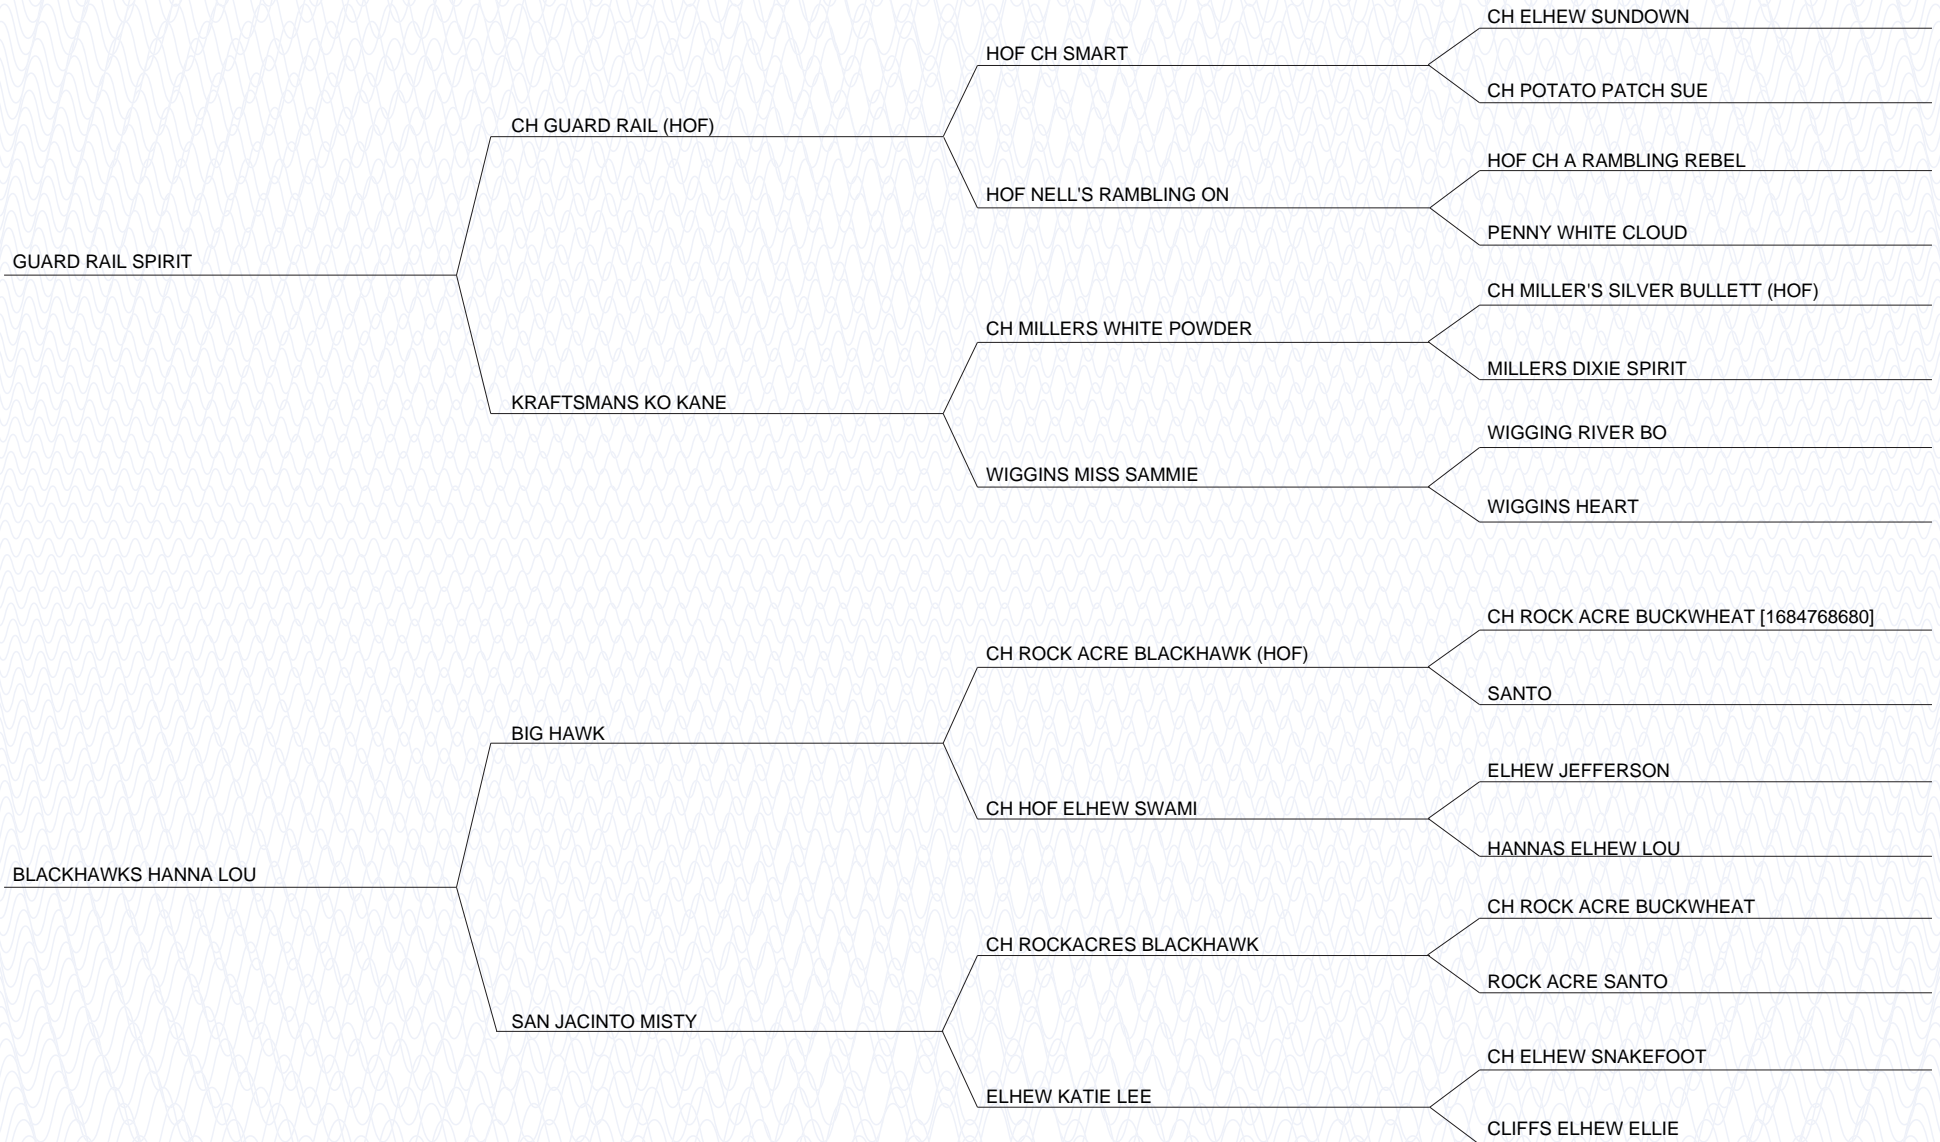 CH ELHEW SUNDOWN
HOF CH SMART
CH POTATO PATCH SUE
CH GUARD RAIL (HOF)
HOF CH A RAMBLING REBEL
HOF NELL'S RAMBLING ON
PENNY WHITE CLOUD
GUARD RAIL SPIRIT
CH MILLER'S SILVER BULLETT (HOF)
CH MILLERS WHITE POWDER
MILLERS DIXIE SPIRIT
KRAFTSMANS KO KANE
WIGGING RIVER BO
WIGGINS MISS SAMMIE
WIGGINS HEART
CH ROCK ACRE BUCKWHEAT [1684768680]
CH ROCK ACRE BLACKHAWK (HOF)
SANTO
BIG HAWK
ELHEW JEFFERSON
CH HOF ELHEW SWAMI
HANNAS ELHEW LOU
BLACKHAWKS HANNA LOU
CH ROCK ACRE BUCKWHEAT
CH ROCKACRES BLACKHAWK
ROCK ACRE SANTO
SAN JACINTO MISTY
CH ELHEW SNAKEFOOT
ELHEW KATIE LEE
CLIFFS ELHEW ELLIE